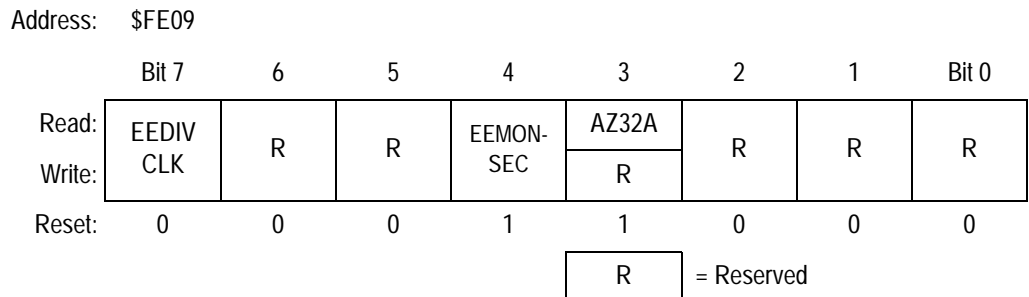 Address: $FE09
Bit 7 6 5 4 3 2 1 Bit 0
Read: EEDIV CLK R R EEMON-SEC AZ32A R R R
Write: R
Reset: 0 0 0 1 1 0 0 0
R = Reserved